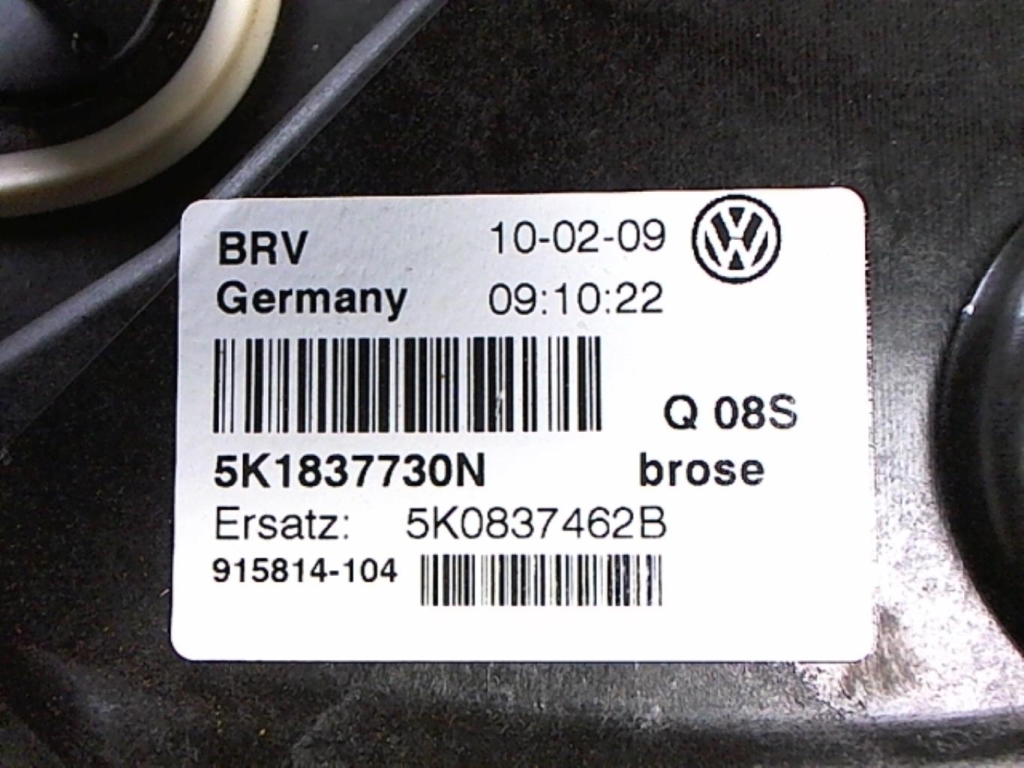 BRV 10-02-09
Germany 09:10:22
Q 08S
5K1837730N brose
Ersatz: 5K0837462B
915814-104